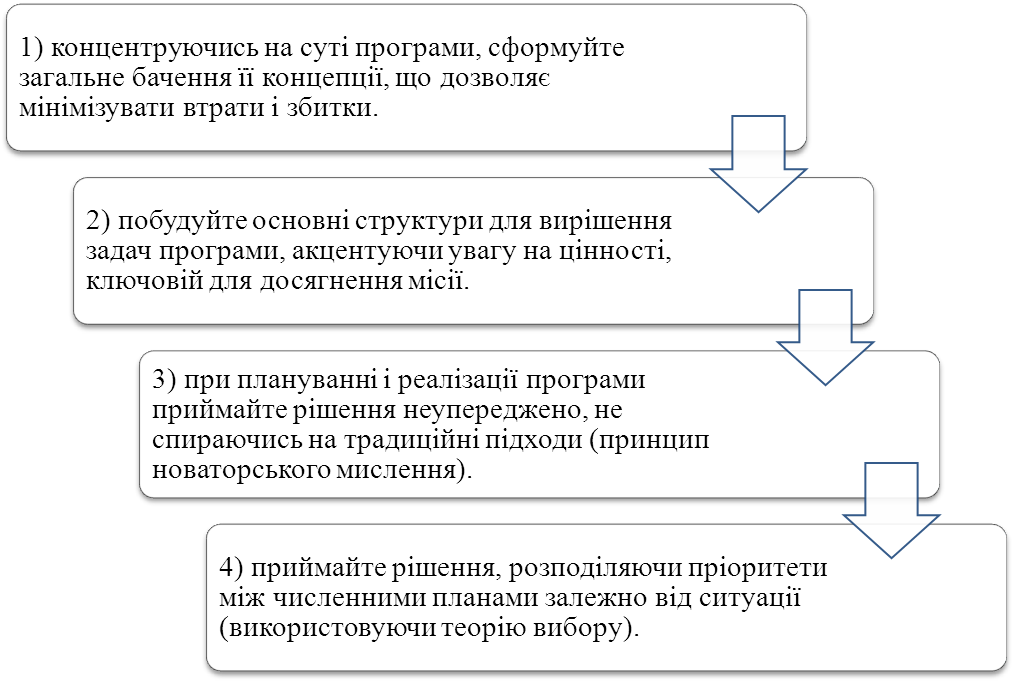 1) концентруючись на суті програми, сформуйте
загальне бачення її концепції, що дозволяє
мінімізувати втрати і збитки.
2) побудуйте основні структури для вирішення
задач програми, акцентуючи увагу на цінності,
ключовій для досягнення місії.
3) при плануванні і реалізації програми
приймайте рішення неупереджено, не
спираючись на традиційні підходи (принцип
новаторського мислення).
4) приймайте рішення, розподіляючи пріоритети
між численними планами залежно від ситуації
(використовуючи теорію вибору).